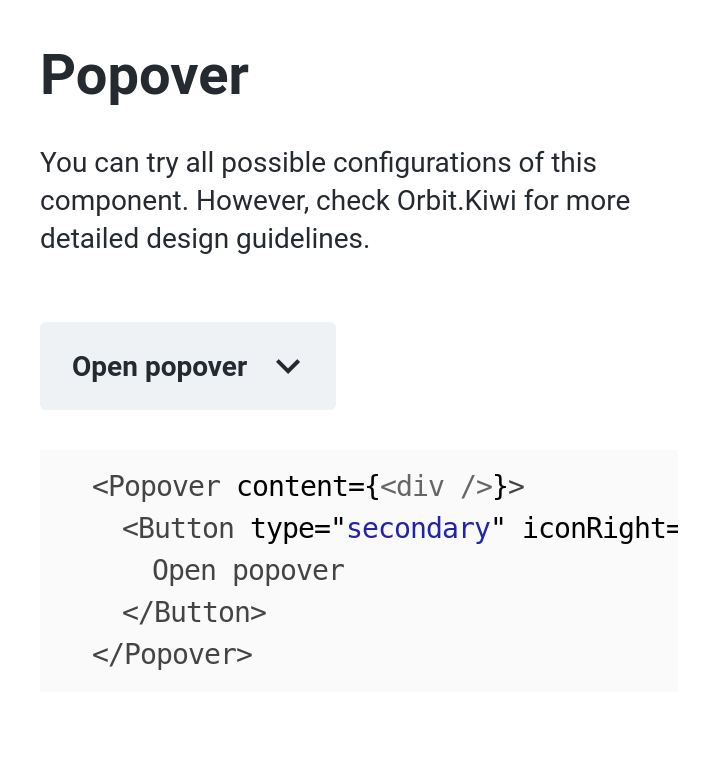 Popover
You can try all possible configurations of this
component. However, check Orbit.Kiwi for more
detailed design guidelines.
Open popover
<Popover content={<div />}>
<Button type="secondary" iconRight=
Open popover
</Button>
</Popover>